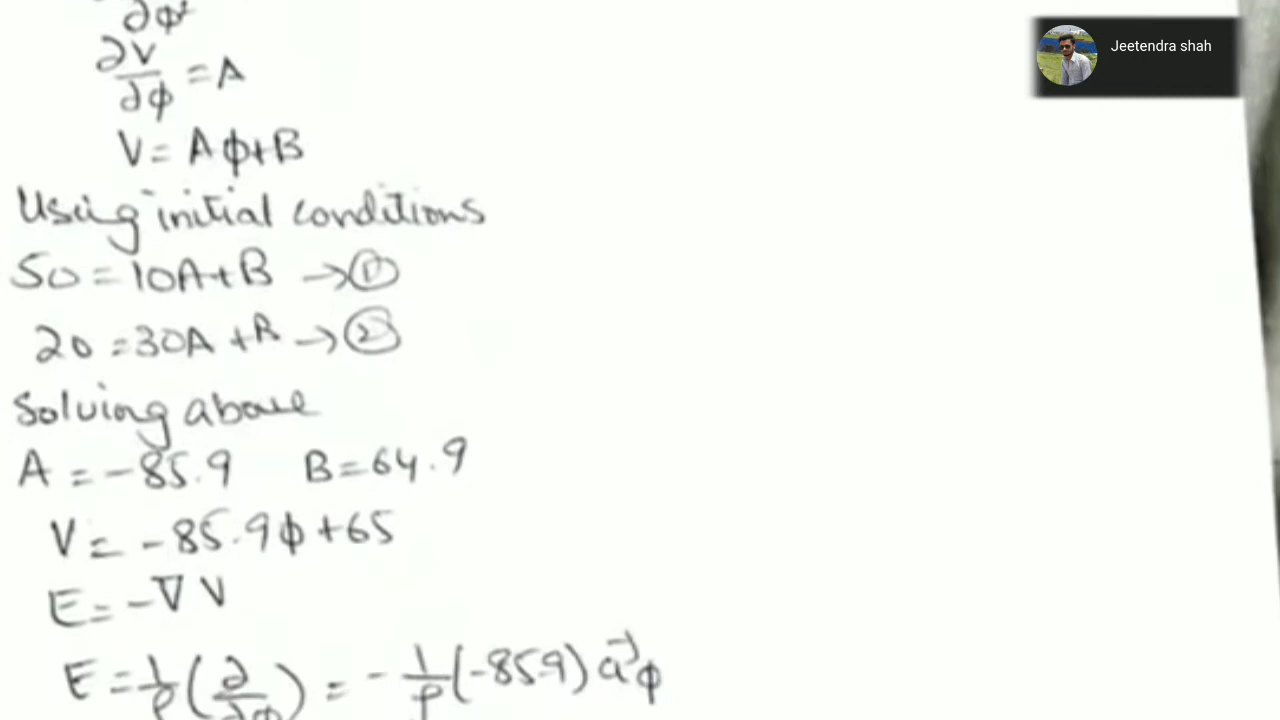 ∂φ²
∂V/∂φ = A
V = Aφ+B
Using initial conditions
50 = 10A+B → ①
20 = 30A + B → ②
Solving above
A = -85.9 B = 64.9
V = -85.9φ + 65
E = -∇V
E = 1/ρ (∂/∂φ) = - 1/ρ (-85.9) a⃗φ
Jeetendra shah